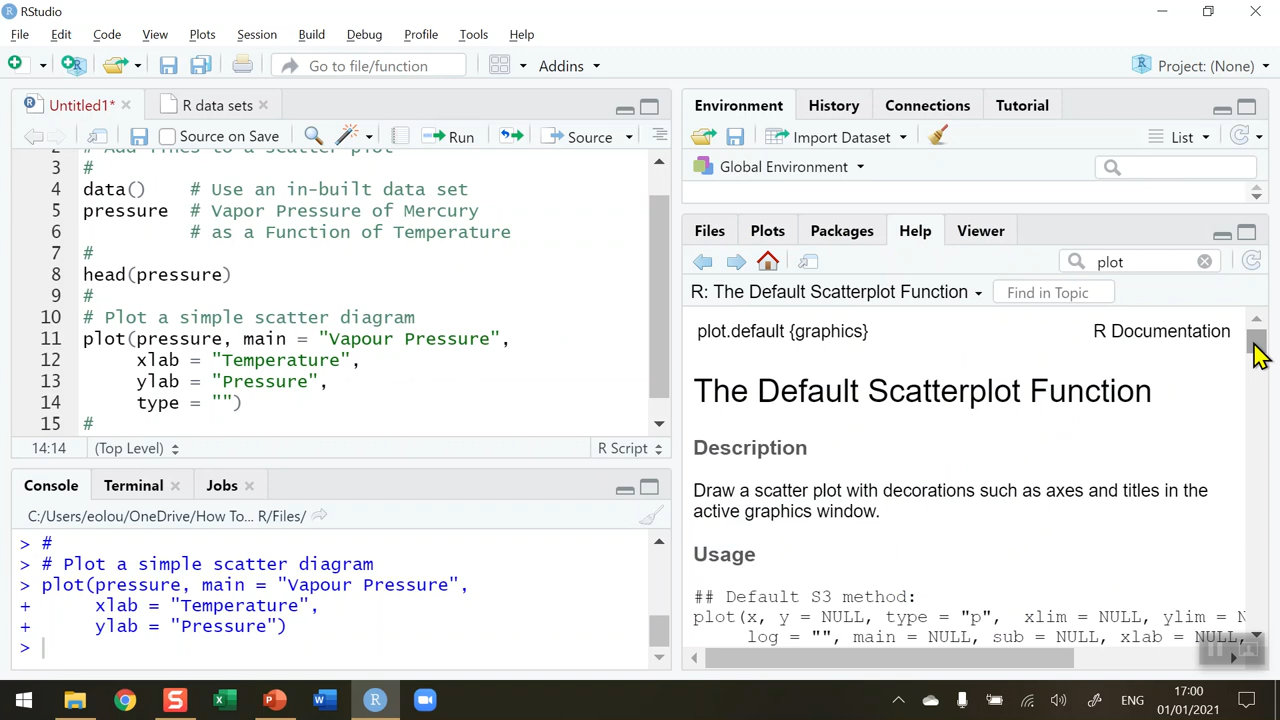 RStudio
File Edit Code View Plots Session Build Debug Profile Tools Help
Go to file/function Addins Project: (None)
Untitled1* R data sets
Source on Save Run Source
2 # Add lines to a scatter plot
3 #
4 data() # Use an in-built data set
5 pressure # Vapor Pressure of Mercury
6 # as a Function of Temperature
7 #
8 head(pressure)
9 #
10 # Plot a simple scatter diagram
11 plot(pressure, main = "Vapour Pressure",
12 xlab = "Temperature",
13 ylab = "Pressure",
14 type = "")
15 #
14:14 (Top Level) R Script
Console Terminal Jobs
C:/Users/eolou/OneDrive/How To... R/Files/
> #
> # Plot a simple scatter diagram
> plot(pressure, main = "Vapour Pressure",
+ xlab = "Temperature",
+ ylab = "Pressure")
>
Environment History Connections Tutorial
Import Dataset List
Global Environment
Files Plots Packages Help Viewer
plot
R: The Default Scatterplot Function Find in Topic
plot.default {graphics} R Documentation
The Default Scatterplot Function
Description
Draw a scatter plot with decorations such as axes and titles in the
active graphics window.
Usage
## Default S3 method:
plot(x, y = NULL, type = "p", xlim = NULL, ylim = N
log = "", main = NULL, sub = NULL, xlab = NULL,
ENG 17:00
01/01/2021